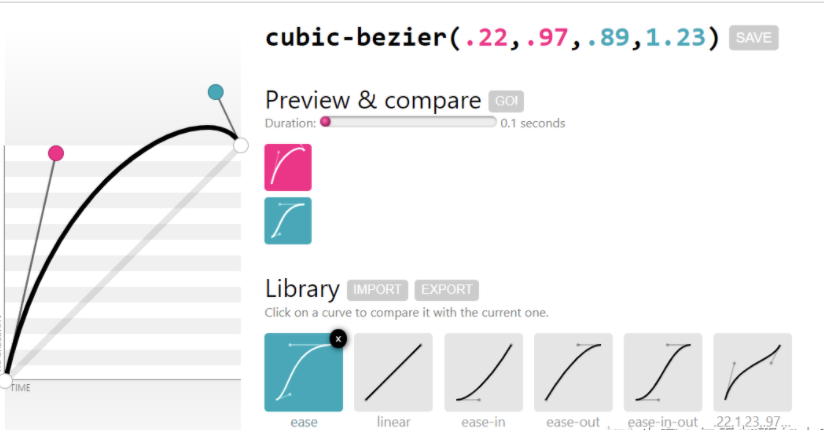 cubic-bezier(.22,.97,.89,1.23) SAVE
Preview & compare GO!
Duration: 0.1 seconds
Library IMPORT EXPORT
Click on a curve to compare it with the current one.
x
TIME
ease linear ease-in ease-out ease-in-out .22,1.23,.97...